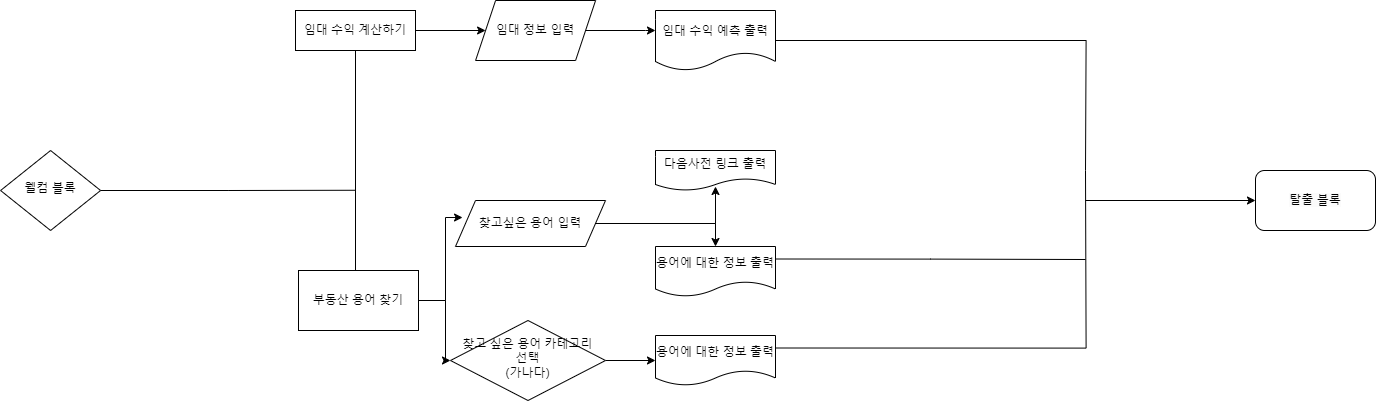 임대 수익 계산하기
임대 정보 입력
임대 수익 예측 출력
웰컴 블록
다음사전 링크 출력
탈출 블록
찾고싶은 용어 입력
용어에 대한 정보 출력
부동산 용어 찾기
찾고 싶은 용어 카테고리
선택
(가나다)
용어에 대한 정보 출력